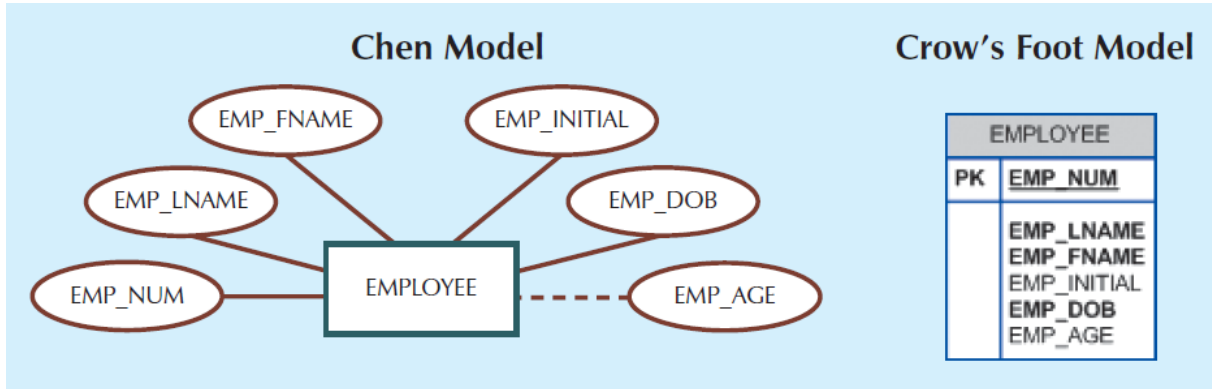 Chen Model
EMP_FNAME
EMP_INITIAL
EMP_LNAME
EMP_DOB
EMP_NUM
EMPLOYEE
EMP_AGE
Crow's Foot Model
EMPLOYEE
PK EMP_NUM
EMP_LNAME
EMP_FNAME
EMP_INITIAL
EMP_DOB
EMP_AGE